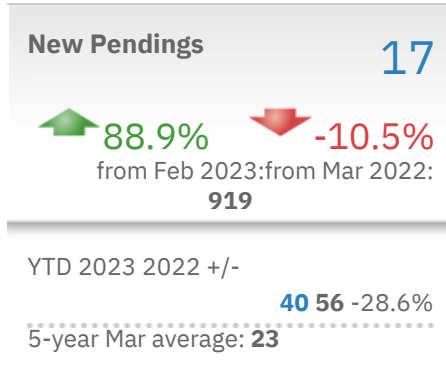 New Pendings
17
88.9% -10.5%
from Feb 2023:from Mar 2022:
919
YTD 2023 2022 +/-
40 56 -28.6%
5-year Mar average: 23